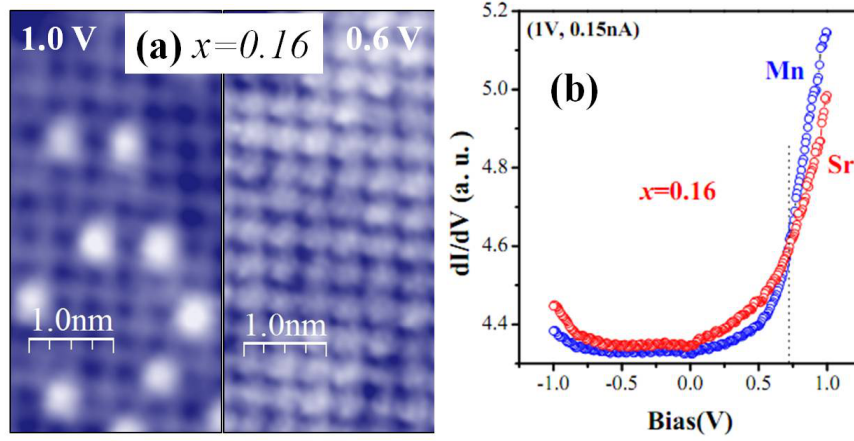 1.0 V
(a) x=0.16
0.6 V
1.0nm
1.0nm
(1V, 0.15nA)
(b)
Mn
Sr
x=0.16
dI/dV (a. u.)
5.2
5.0
4.8
4.6
4.4
-1.0 -0.5 0.0 0.5 1.0
Bias(V)